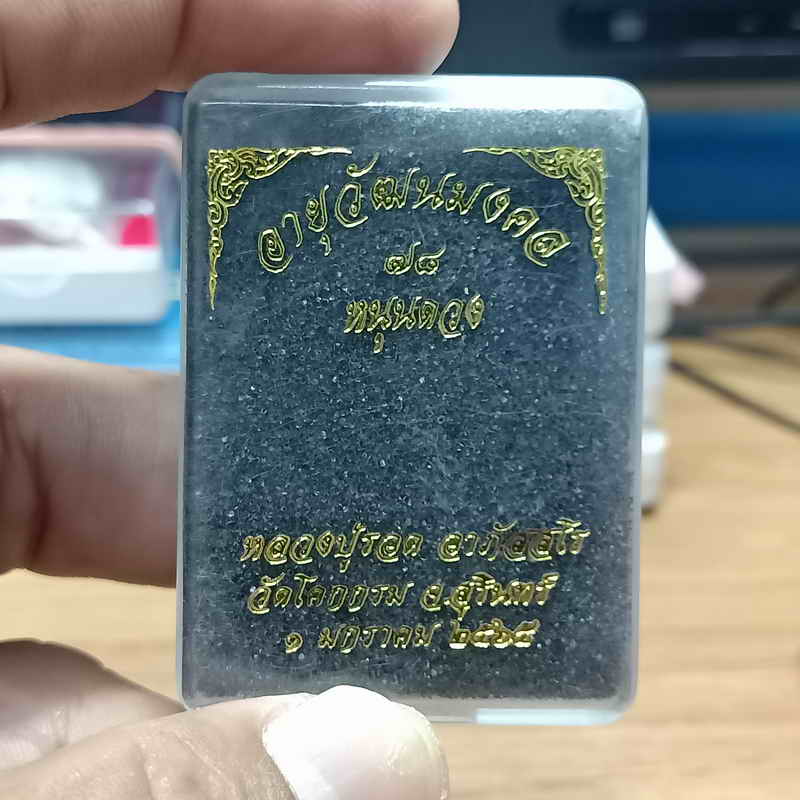 อายุวัฒนมงคล
๗๘
หนุนดวง
หลวงปู่รอด อาภัสสโร
วัดโคกกรม จ.สุรินทร์
๑ มกราคม ๒๕๖๕